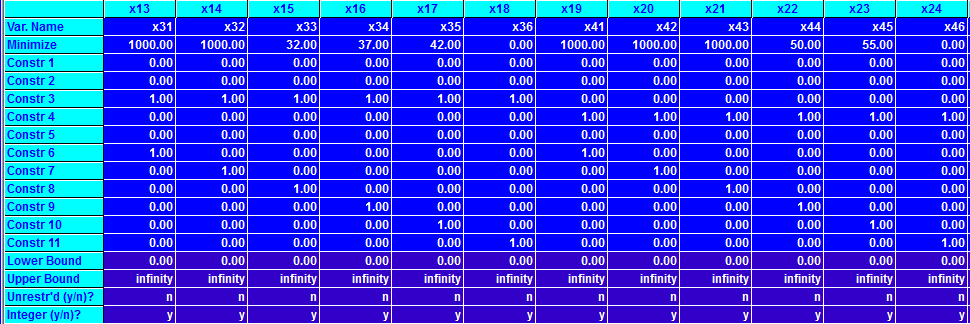 x13 x14 x15 x16 x17 x18 x19 x20 x21 x22 x23 x24
Var. Name x31 x32 x33 x34 x35 x36 x41 x42 x43 x44 x45 x46
Minimize 1000.00 1000.00 32.00 37.00 42.00 0.00 1000.00 1000.00 1000.00 50.00 55.00 0.00
Constr 1 0.00 0.00 0.00 0.00 0.00 0.00 0.00 0.00 0.00 0.00 0.00 0.00
Constr 2 0.00 0.00 0.00 0.00 0.00 0.00 0.00 0.00 0.00 0.00 0.00 0.00
Constr 3 1.00 1.00 1.00 1.00 1.00 1.00 0.00 0.00 0.00 0.00 0.00 0.00
Constr 4 0.00 0.00 0.00 0.00 0.00 0.00 1.00 1.00 1.00 1.00 1.00 1.00
Constr 5 0.00 0.00 0.00 0.00 0.00 0.00 0.00 0.00 0.00 0.00 0.00 0.00
Constr 6 1.00 0.00 0.00 0.00 0.00 0.00 1.00 0.00 0.00 0.00 0.00 0.00
Constr 7 0.00 1.00 0.00 0.00 0.00 0.00 0.00 1.00 0.00 0.00 0.00 0.00
Constr 8 0.00 0.00 1.00 0.00 0.00 0.00 0.00 0.00 1.00 0.00 0.00 0.00
Constr 9 0.00 0.00 0.00 1.00 0.00 0.00 0.00 0.00 0.00 1.00 0.00 0.00
Constr 10 0.00 0.00 0.00 0.00 1.00 0.00 0.00 0.00 0.00 0.00 1.00 0.00
Constr 11 0.00 0.00 0.00 0.00 0.00 1.00 0.00 0.00 0.00 0.00 0.00 1.00
Lower Bound 0.00 0.00 0.00 0.00 0.00 0.00 0.00 0.00 0.00 0.00 0.00 0.00
Upper Bound infinity infinity infinity infinity infinity infinity infinity infinity infinity infinity infinity infinity
Unrestr'd (y/n)? n n n n n n n n n n n n
Integer (y/n)? y y y y y y y y y y y y